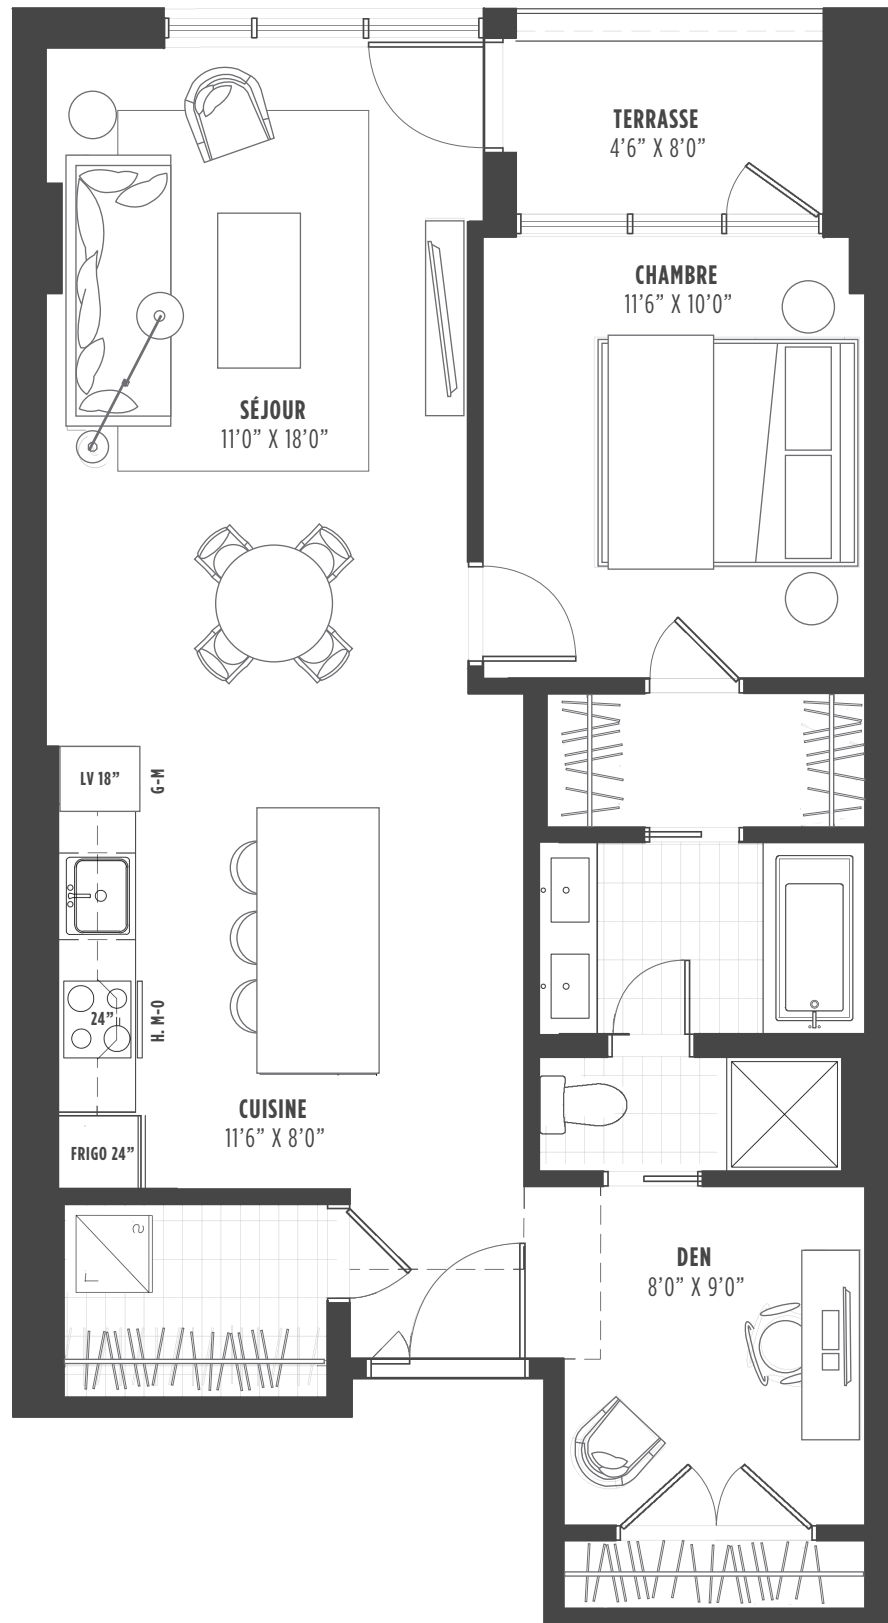 TERRASSE
4'6” X 8'0”
CHAMBRE
11'6” X 10'0”
SÉJOUR
11'0” X 18'0”
LV 18”
G-M
24”
H. M-O
CUISINE
11'6” X 8'0”
FRIGO 24”
S
L
DEN
8'0” X 9'0”